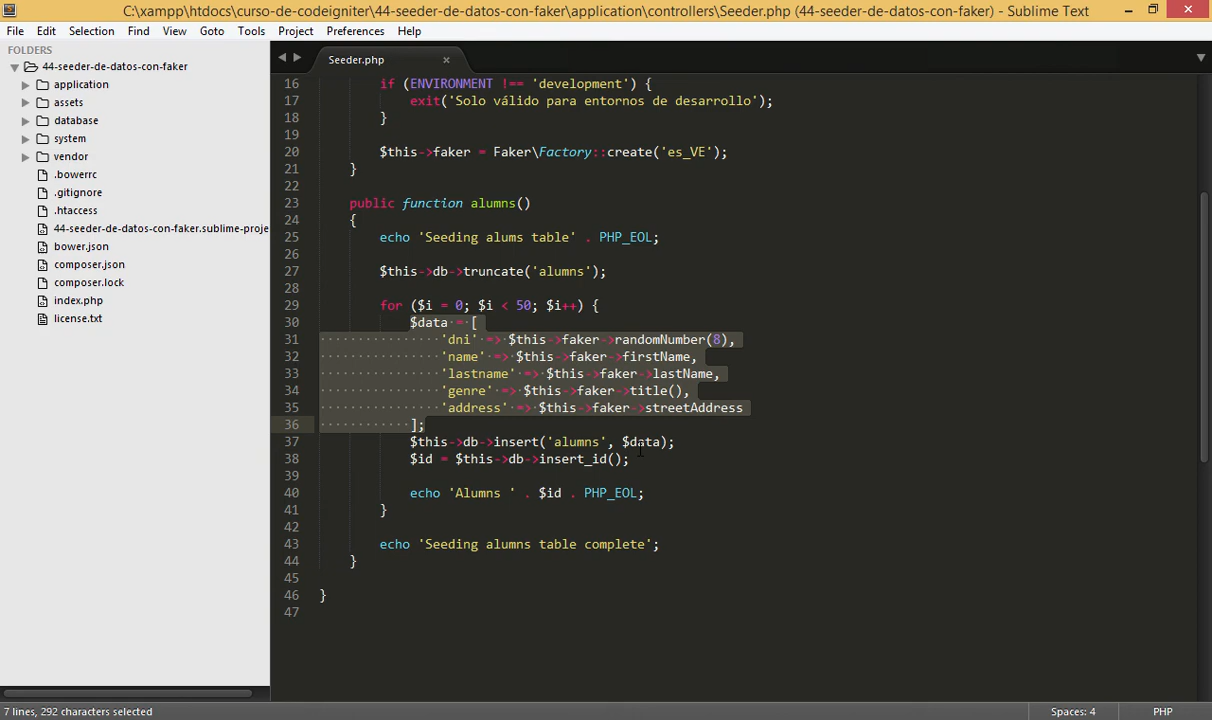 C:\xampp\htdocs\curso-de-codeigniter\44-seeder-de-datos-con-faker\application\controllers\Seeder.php (44-seeder-de-datos-con-faker) - Sublime Text
File Edit Selection Find View Goto Tools Project Preferences Help
FOLDERS
44-seeder-de-datos-con-faker
application
assets
database
system
vendor
.bowerrc
.gitignore
.htaccess
44-seeder-de-datos-con-faker.sublime-proje
bower.json
composer.json
composer.lock
index.php
license.txt
Seeder.php
16 if (ENVIRONMENT !== 'development') {
17 exit('Solo válido para entornos de desarrollo');
18 }
19
20 $this->faker = Faker\Factory::create('es_VE');
21 }
22
23 public function alumns()
24 {
25 echo 'Seeding alums table' . PHP_EOL;
26
27 $this->db->truncate('alumns');
28
29 for ($i = 0; $i < 50; $i++) {
30 $data = [
31 'dni' => $this->faker->randomNumber(8),
32 'name' => $this->faker->firstName,
33 'lastname' => $this->faker->lastName,
34 'genre' => $this->faker->title(),
35 'address' => $this->faker->streetAddress
36 ];
37 $this->db->insert('alumns', $data);
38 $id = $this->db->insert_id();
39
40 echo 'Alumns ' . $id . PHP_EOL;
41 }
42
43 echo 'Seeding alumns table complete';
44 }
45
46 }
47
7 lines, 292 characters selected
Spaces: 4
PHP